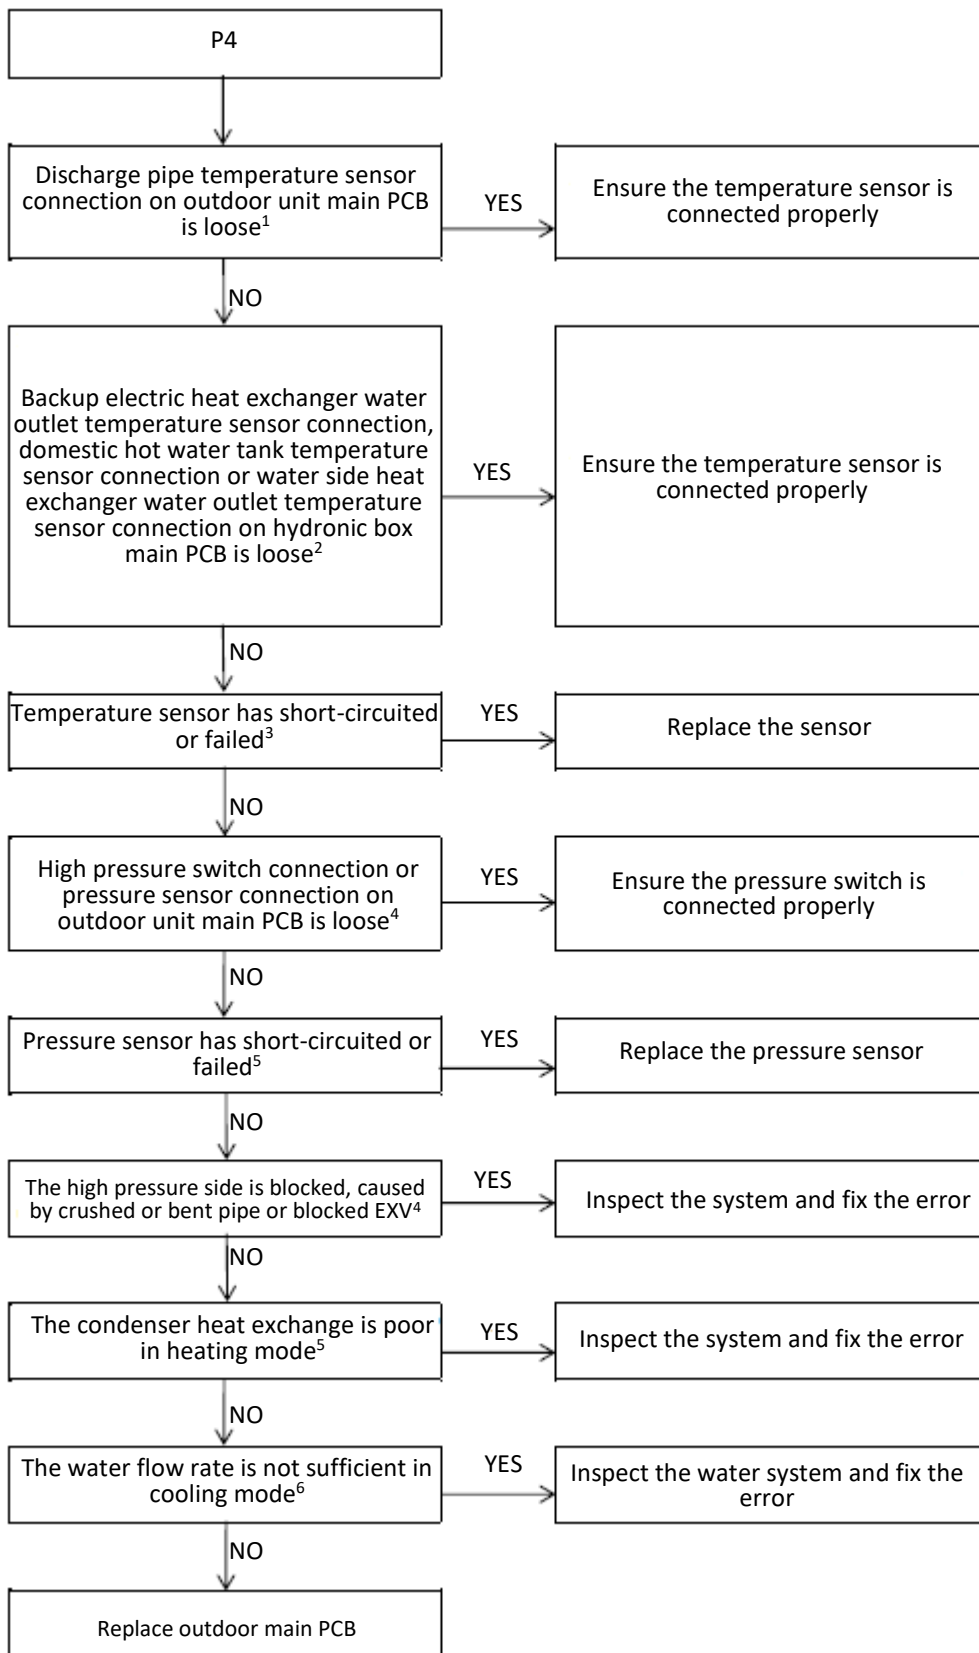 P4
Discharge pipe temperature sensor
connection on outdoor unit main PCB
is loose¹
YES
Ensure the temperature sensor is
connected properly
NO
Backup electric heat exchanger water
outlet temperature sensor connection,
domestic hot water tank temperature
sensor connection or water side heat
exchanger water outlet temperature
sensor connection on hydronic box
main PCB is loose²
YES
Ensure the temperature sensor is
connected properly
NO
Temperature sensor has short-circuited
or failed³
YES
Replace the sensor
NO
High pressure switch connection or
pressure sensor connection on
outdoor unit main PCB is loose⁴
YES
Ensure the pressure switch is
connected properly
NO
Pressure sensor has short-circuited or
failed⁵
YES
Replace the pressure sensor
NO
The high pressure side is blocked, caused
by crushed or bent pipe or blocked EXV⁴
YES
Inspect the system and fix the error
NO
The condenser heat exchange is poor
in heating mode⁵
YES
Inspect the system and fix the error
NO
The water flow rate is not sufficient in
cooling mode⁶
YES
Inspect the water system and fix the
error
NO
Replace outdoor main PCB